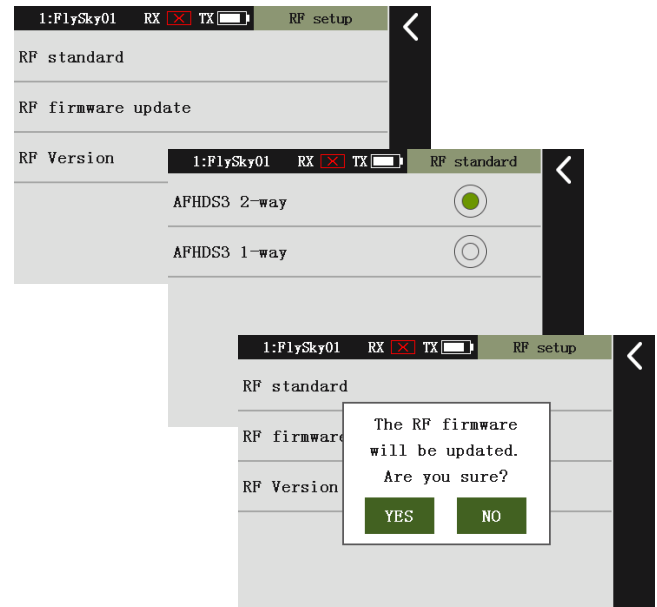 1:FlySky01 RX TX RF setup
RF standard
RF firmware update
RF Version
1:FlySky01 RX TX RF standard
AFHDS3 2-way
AFHDS3 1-way
1:FlySky01 RX TX RF setup
RF standard
RF firmware
RF Version
The RF firmware
will be updated.
Are you sure?
YES NO